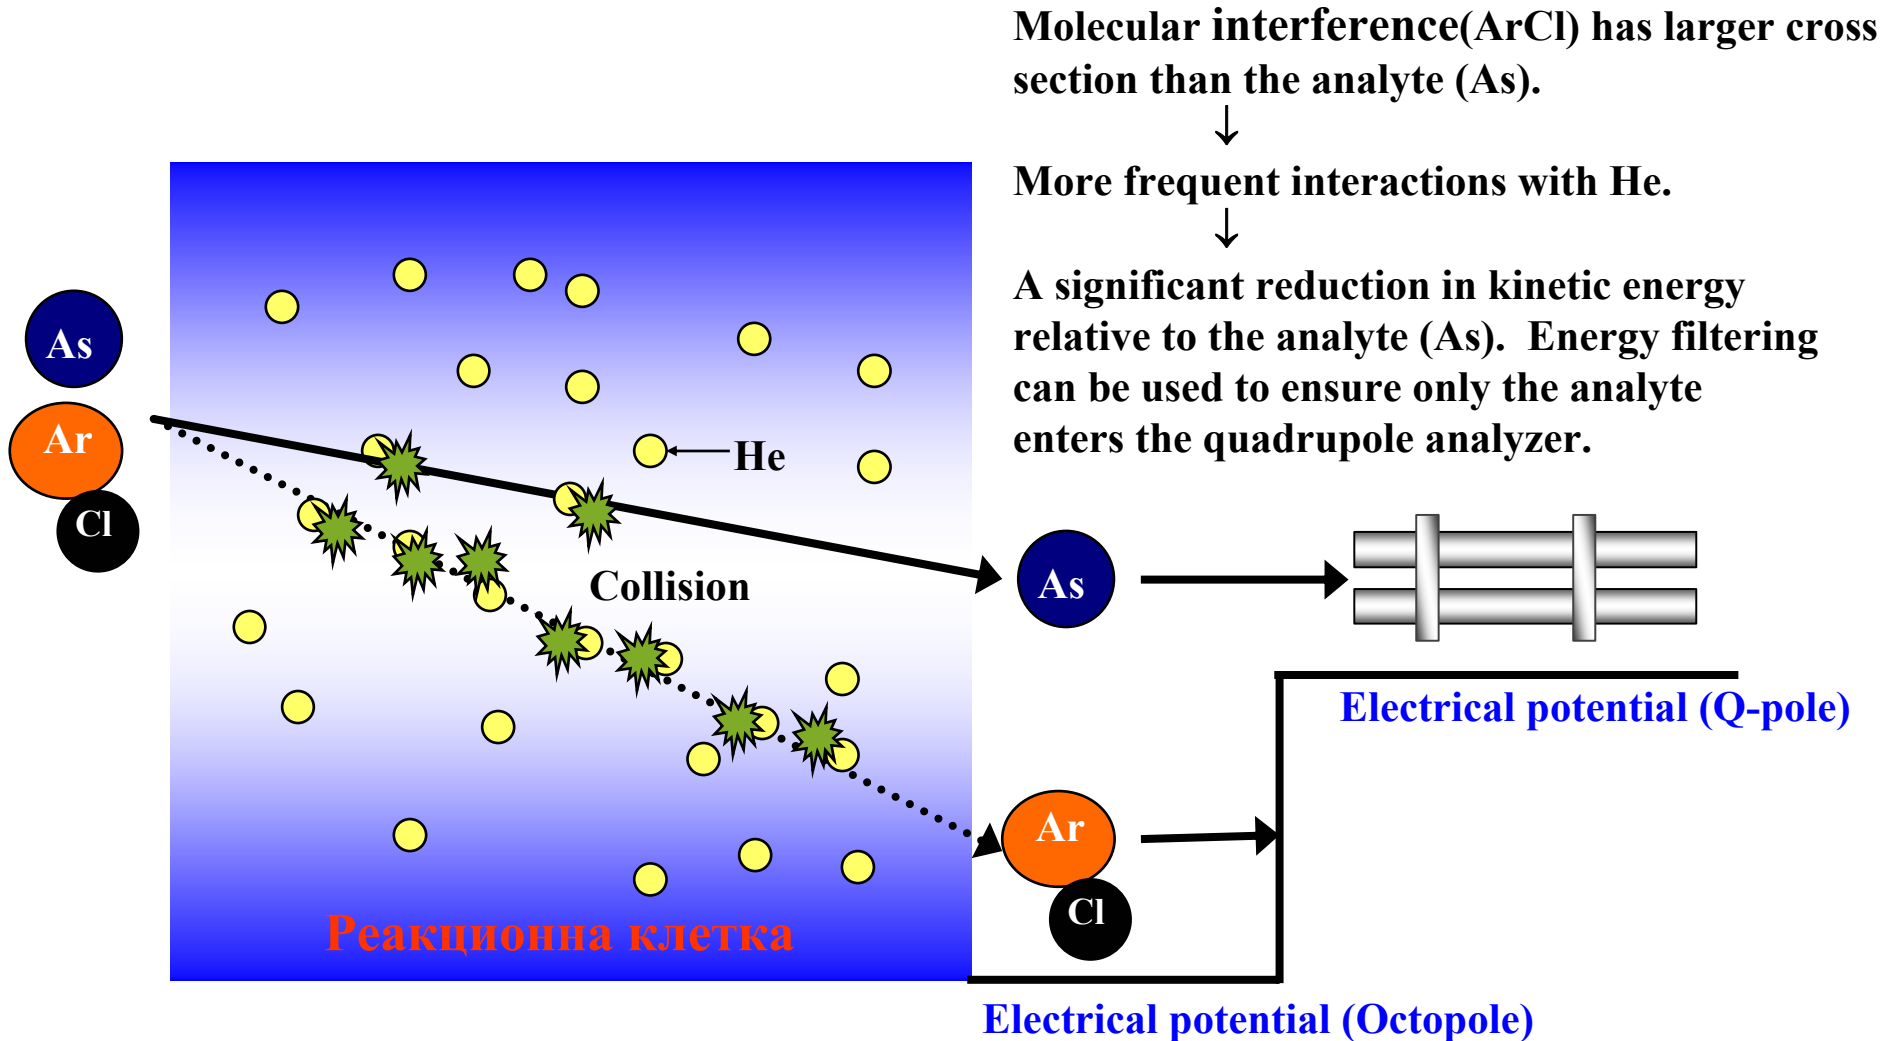 Molecular interference(ArCl) has larger cross
section than the analyte (As).
↓
More frequent interactions with He.
↓
A significant reduction in kinetic energy
relative to the analyte (As). Energy filtering
can be used to ensure only the analyte
enters the quadrupole analyzer.
As
Ar
Cl
He
Collision
As
Electrical potential (Q-pole)
Ar
Cl
Реакционна клетка
Electrical potential (Octopole)